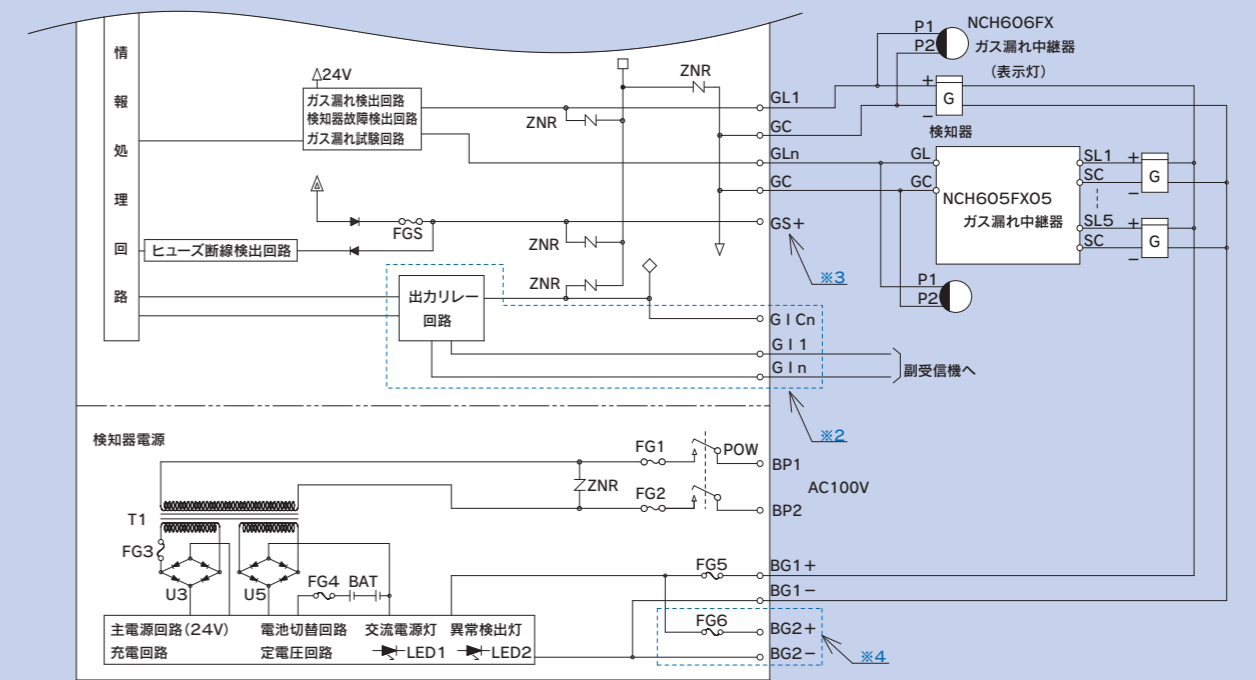 情報処理回路
24V
ガス漏れ検出回路
検知器故障検出回路
ガス漏れ試験回路
ZNR
ZNR
GL1
GC
GLn
GC
FGS
ヒューズ断線検出回路
ZNR
GS+
※3
ZNR
出力リレー
回路
GICn
GI1
GIn
副受信機へ
※2
P1
P2
NCH606FX
ガス漏れ中継器
(表示灯)
+
G
−
検知器
GL
GC
NCH605FX05
ガス漏れ中継器
SL1
SC
+
G
−
SL5
SC
+
G
−
P1
P2
検知器電源
FG1
POW
BP1
ZNR
FG2
AC100V
BP2
T1
FG3
U3
U5
FG4
BAT
FG5
BG1+
BG1−
FG6
BG2+
BG2−
※4
主電源回路(24V)
充電回路
電池切替回路
定電圧回路
交流電源灯
LED1
異常検出灯
LED2